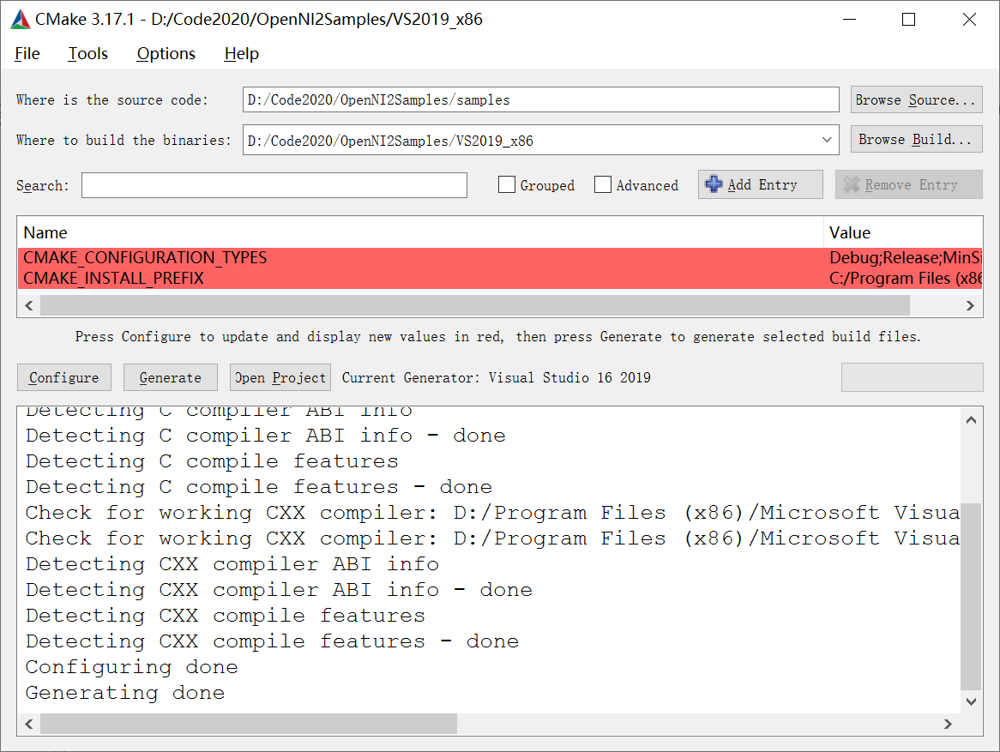 CMake 3.17.1 - D:/Code2020/OpenNI2Samples/VS2019_x86
File Tools Options Help
Where is the source code: D:/Code2020/OpenNI2Samples/samples Browse Source...
Where to build the binaries: D:/Code2020/OpenNI2Samples/VS2019_x86 Browse Build...
Search: Grouped Advanced Add Entry Remove Entry
Name Value
CMAKE_CONFIGURATION_TYPES Debug;Release;MinSi
CMAKE_INSTALL_PREFIX C:/Program Files (x86
Press Configure to update and display new values in red, then press Generate to generate selected build files.
Configure Generate Open Project Current Generator: Visual Studio 16 2019
Detecting C compiler ABI info
Detecting C compiler ABI info - done
Detecting C compile features
Detecting C compile features - done
Check for working CXX compiler: D:/Program Files (x86)/Microsoft Visua
Check for working CXX compiler: D:/Program Files (x86)/Microsoft Visua
Detecting CXX compiler ABI info
Detecting CXX compiler ABI info - done
Detecting CXX compile features
Detecting CXX compile features - done
Configuring done
Generating done